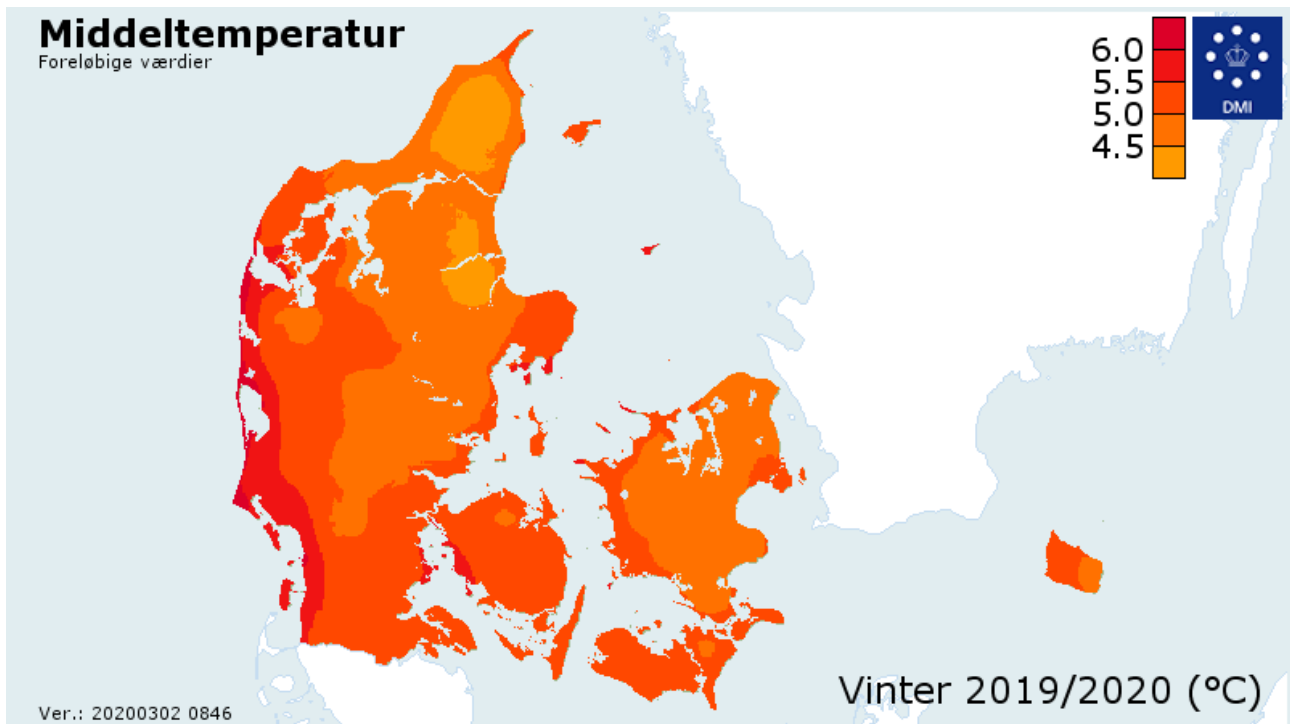 Middeltemperatur
Foreløbige værdier
6.0
5.5
5.0
4.5
DMI
Vinter 2019/2020 (°C)
Ver.: 20200302 0846